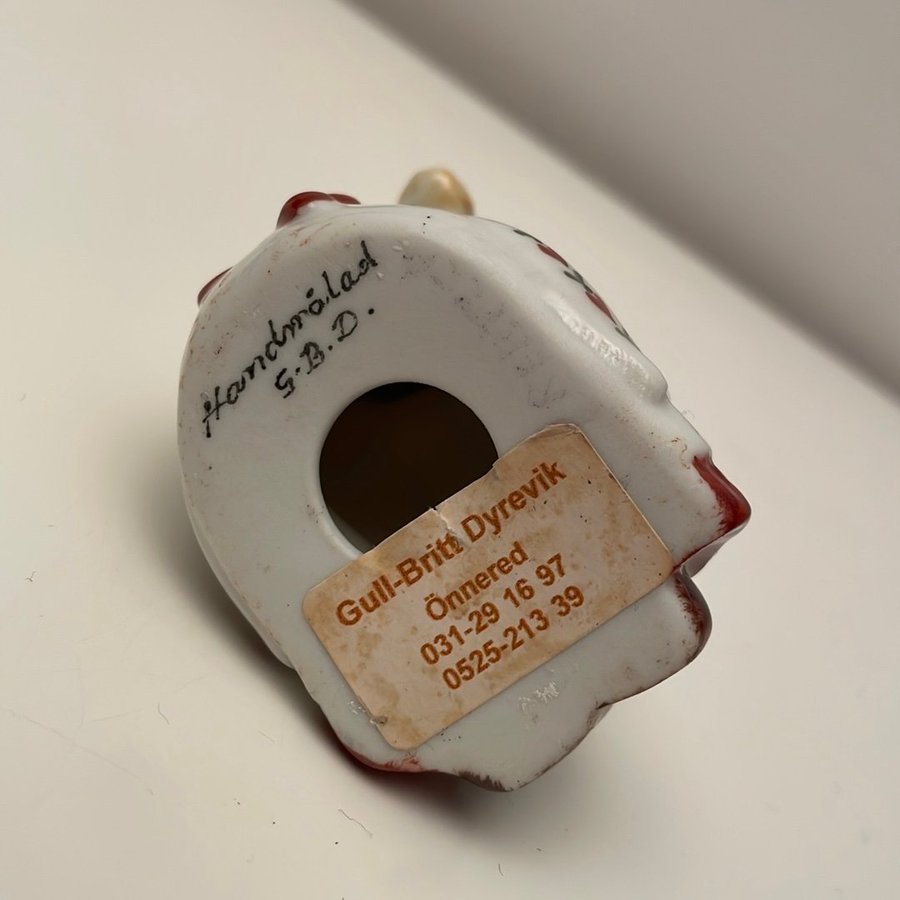 Handmålad
G.B.D.
Gull-Britt Dyrevik
Önnered
031-29 16 97
0525-213 39